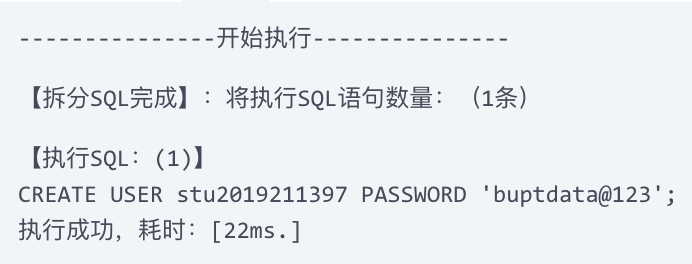 ---------------开始执行---------------
【拆分SQL完成】：将执行SQL语句数量：（1条）
【执行SQL：(1)】
CREATE USER stu2019211397 PASSWORD 'buptdata@123';
执行成功，耗时：[22ms.]